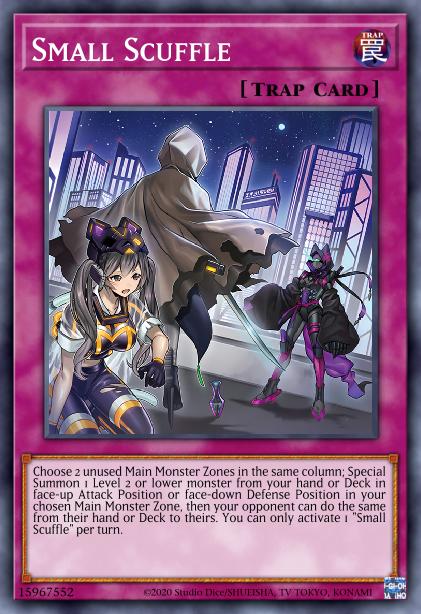 SMALL SCUFFLE
TRAP
罠
[TRAP CARD]
Choose 2 unused Main Monster Zones in the same column; Special
Summon 1 Level 2 or lower monster from your hand or Deck in
face-up Attack Position or face-down Defense Position in your
chosen Main Monster Zone, then your opponent can do the same
from their hand or Deck to theirs. You can only activate 1 "Small
Scuffle" per turn.
15967552
©2020 Studio Dice/SHUEISHA, TV TOKYO, KONAMI